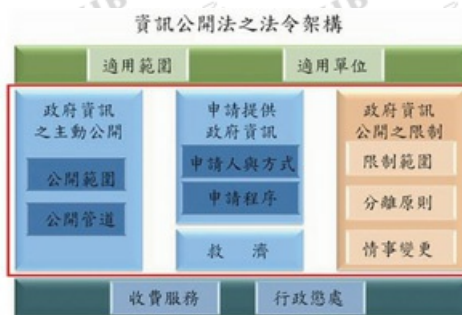 資訊公開法之法令架構
適用範圍
適用單位
政府資訊
之主動公開
公開範圍
公開管道
申請提供
政府資訊
申請人與方式
申請程序
救 濟
政府資訊
公開之限制
限制範圍
分離原則
情事變更
收費服務
行政懲處